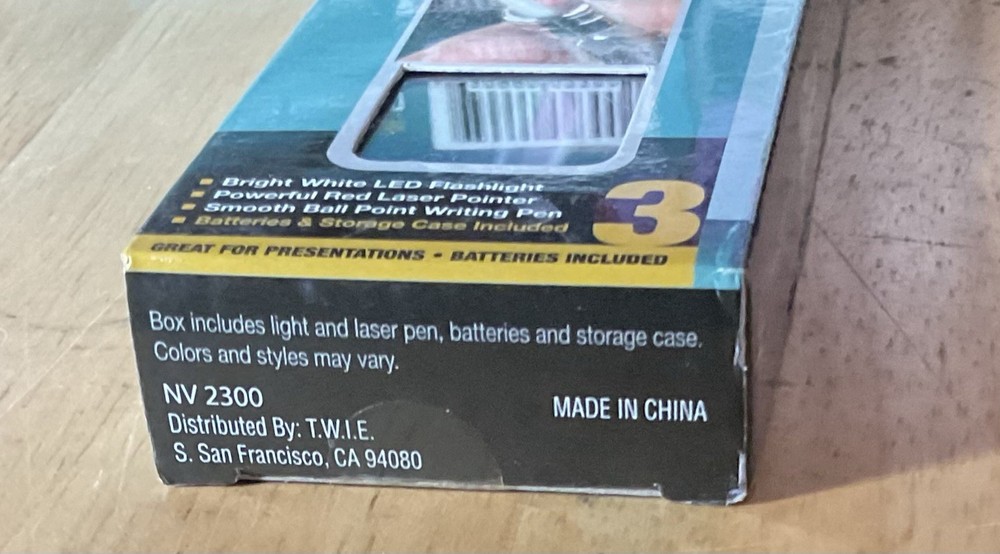 Bright White LED Flashlight
Powerful Red Laser Pointer
Smooth Ball Point Writing Pen
Batteries & Storage Case Included
3
GREAT FOR PRESENTATIONS • BATTERIES INCLUDED
Box includes light and laser pen, batteries and storage case.
Colors and styles may vary.
NV 2300
MADE IN CHINA
Distributed By: T.W.I.E.
S. San Francisco, CA 94080